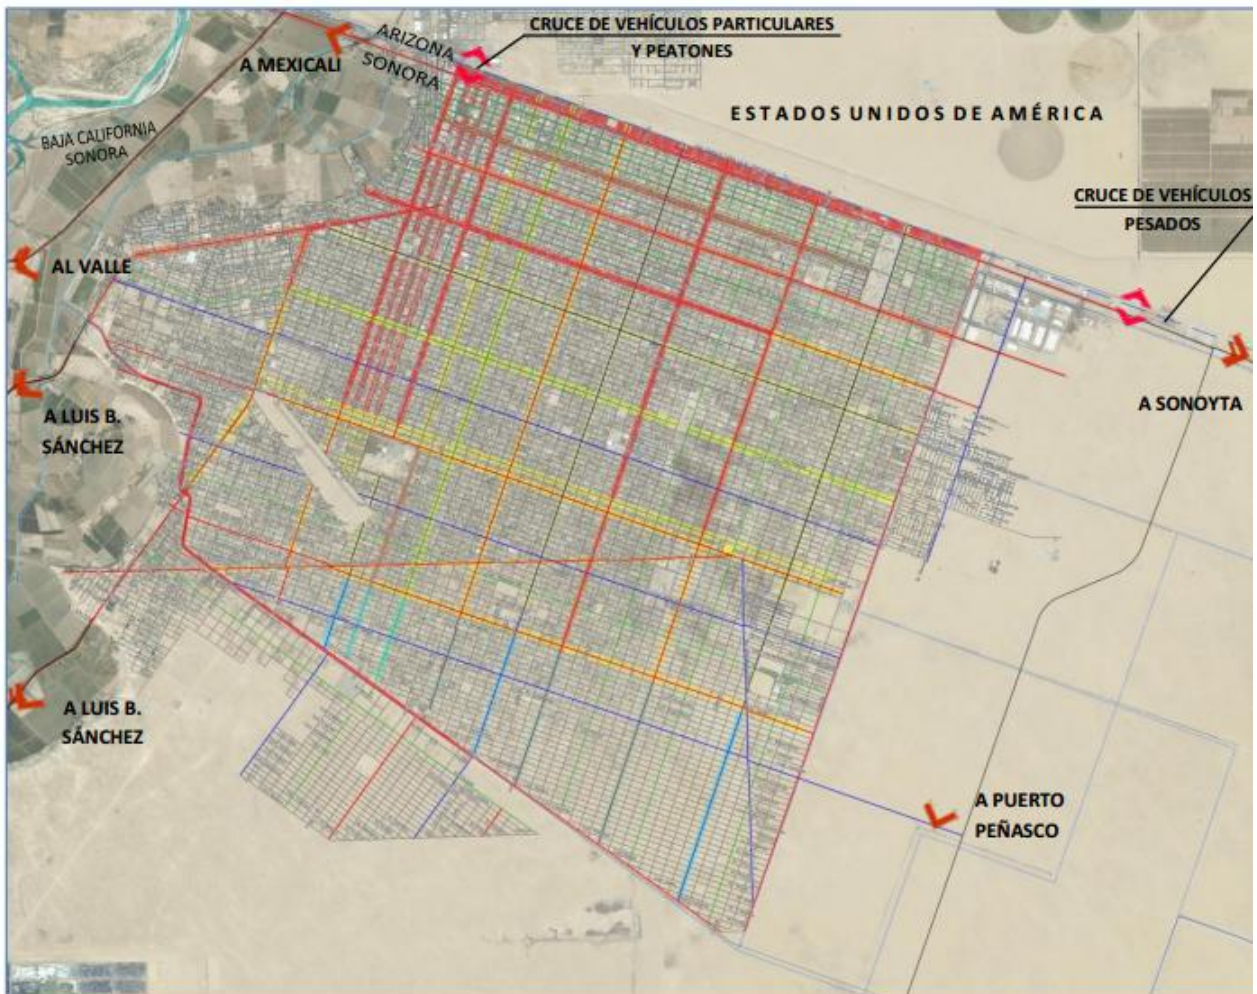 CRUCE DE VEHÍCULOS PARTICULARES
Y PEATONES
ARIZONA
SONORA
A MEXICALI
ESTADOS UNIDOS DE AMÉRICA
BAJA CALIFORNIA
SONORA
CRUCE DE VEHÍCULOS
PESADOS
AL VALLE
A LUIS B.
SÁNCHEZ
A SONOYTA
A LUIS B.
SÁNCHEZ
A PUERTO
PEÑASCO